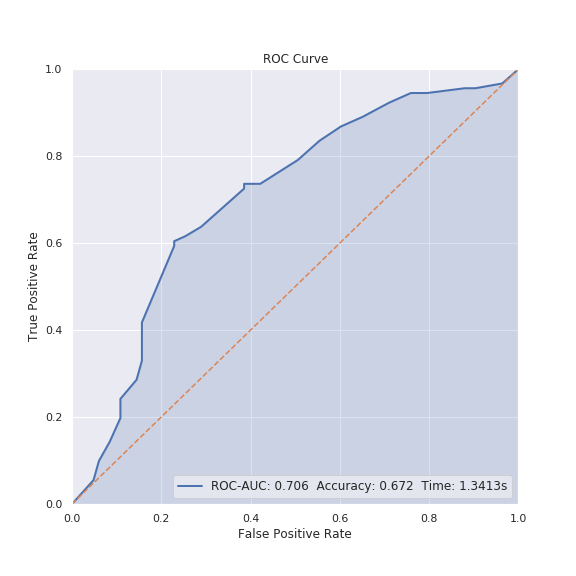 ROC Curve
1.0
0.8
0.6
0.4
0.2
0.0
True Positive Rate
ROC-AUC: 0.706  Accuracy: 0.672  Time: 1.3413s
0.0 0.2 0.4 0.6 0.8 1.0
False Positive Rate